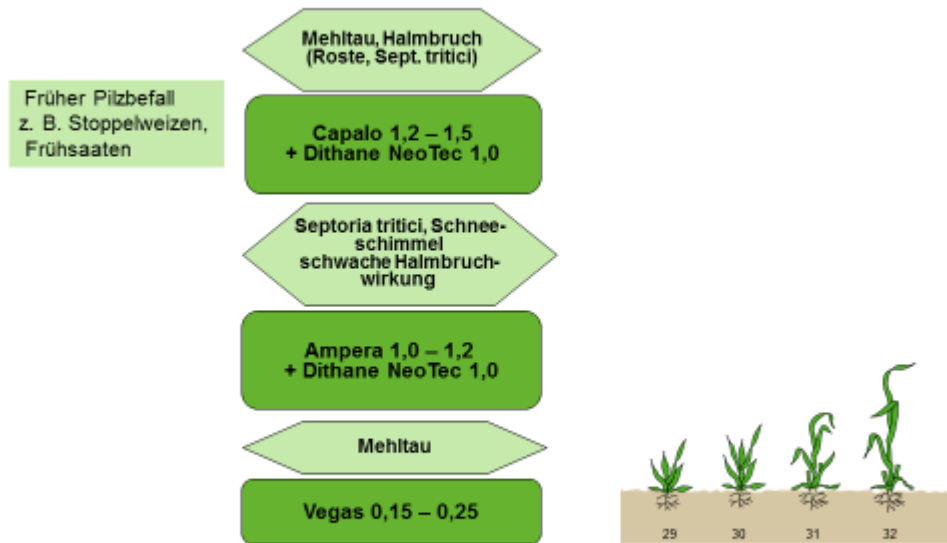 Mehltau, Halmbruch
(Roste, Sept. tritici)
Früher Pilzbefall
z. B. Stoppelweizen,
Frühsaaten
Capalo 1,2 – 1,5
+ Dithane NeoTec 1,0
Septoria tritici, Schnee-
schimmel
schwache Halmbruch-
wirkung
Ampera 1,0 – 1,2
+ Dithane NeoTec 1,0
Mehltau
Vegas 0,15 – 0,25
29 30 31 32